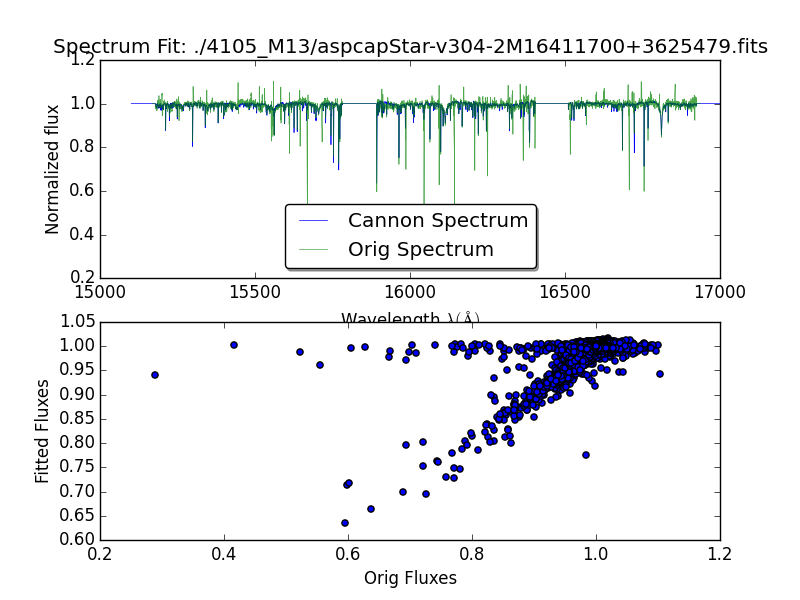 Spectrum Fit: ./4105_M13/aspcapStar-v304-2M16411700+3625479.fits
1.2
1.0
0.8
0.6
0.4
0.2
Normalized flux
Cannon Spectrum
Orig Spectrum
15000 15500 16000 16500 17000
Wavelength λ(Å)
1.05
1.00
0.95
0.90
0.85
0.80
0.75
0.70
0.65
0.60
Fitted Fluxes
0.2 0.4 0.6 0.8 1.0 1.2
Orig Fluxes